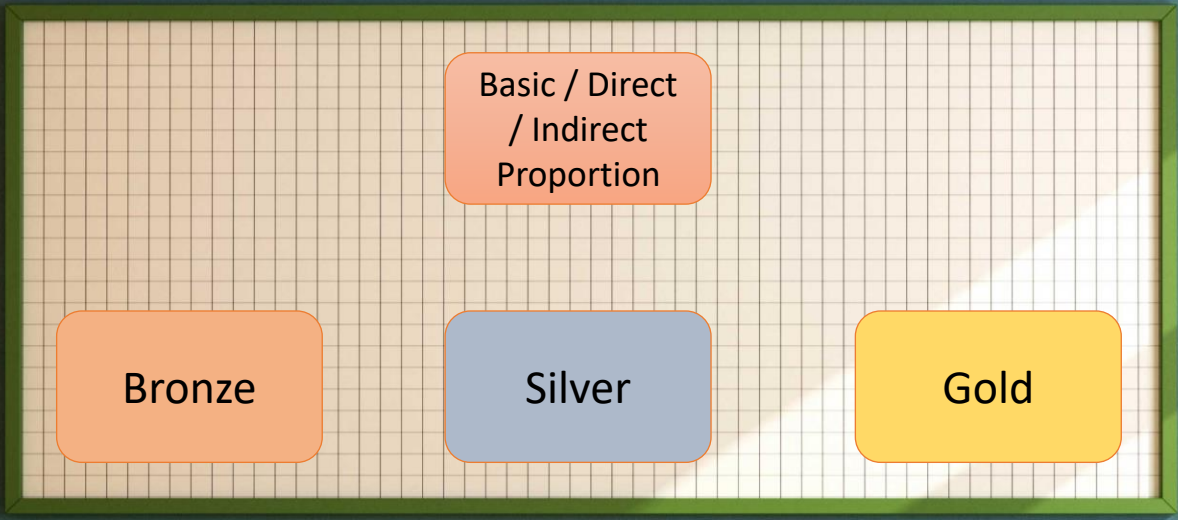 Basic / Direct
/ Indirect
Proportion
Bronze
Silver
Gold